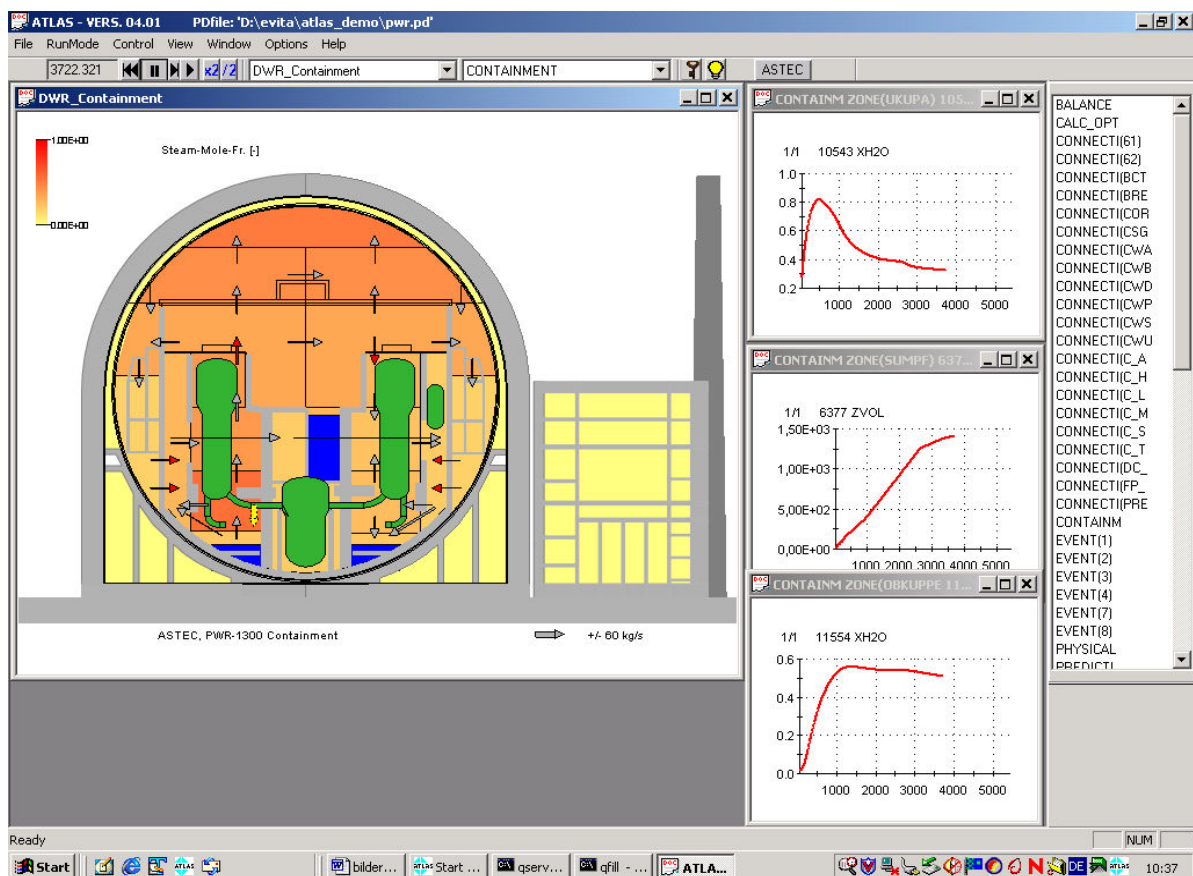 ATLAS - VERS. 04.01 PDfile: 'D:\evita\atlas_demo\pwr.pd'
File RunMode Control View Window Options Help
3722.321 x2 /2 DWR_Containment CONTAINMENT ASTEC
DWR_Containment
1.00E+00
Steam-Mole-Fr. [-]
0.00E+00
ASTEC, PWR-1300 Containment +/- 60 kg/s
CONTAINM ZONE(UKUPA) 105...
1/1 10543 XH2O
1.0
0.8
0.6
0.4
0.2
1000 2000 3000 4000 5000
CONTAINM ZONE(SUMPF) 637...
1/1 6377 ZVOL
1,50E+03
1,00E+03
5,00E+02
0,00E+00
1000 2000 3000 4000 5000
CONTAINM ZONE(OBKUPPE 11...
1/1 11554 XH2O
0.6
0.4
0.2
0.0
1000 2000 3000 4000 5000
BALANCE
CALC_OPT
CONNECTI(61)
CONNECTI(62)
CONNECTI(BCT
CONNECTI(BRE
CONNECTI(COR
CONNECTI(CSG
CONNECTI(CWA
CONNECTI(CWB
CONNECTI(CWD
CONNECTI(CWP
CONNECTI(CWS
CONNECTI(CWU
CONNECTI(C_A
CONNECTI(C_H
CONNECTI(C_L
CONNECTI(C_M
CONNECTI(C_S
CONNECTI(C_T
CONNECTI(DC_
CONNECTI(FP_
CONNECTI(PRE
CONTAINM
EVENT(1)
EVENT(2)
EVENT(3)
EVENT(4)
EVENT(7)
EVENT(8)
PHYSICAL
PREDICTI
Ready NUM
Start ATLAS bilder... Start ... qserv... qfill - ... ATLA... DE 10:37